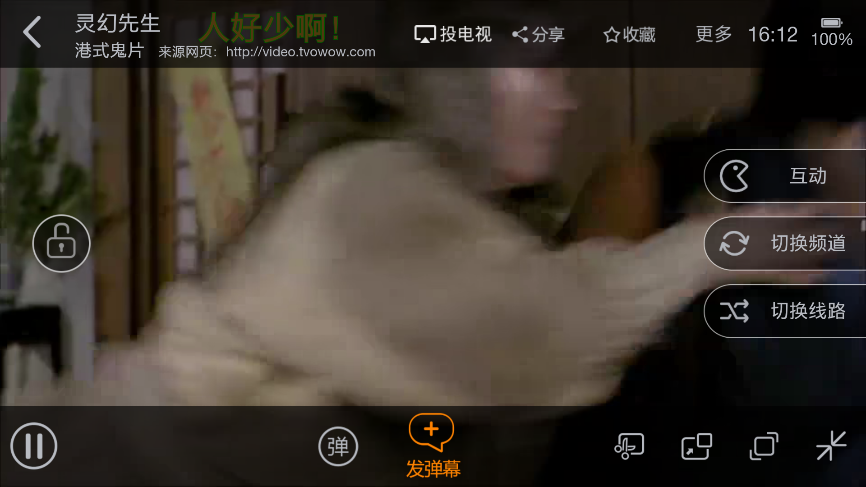 灵幻先生
人好少啊！
港式鬼片 来源网页：http://video.tvowow.com
投电视
分享
收藏
更多
16:12
100%
互动
切换频道
切换线路
弹
发弹幕